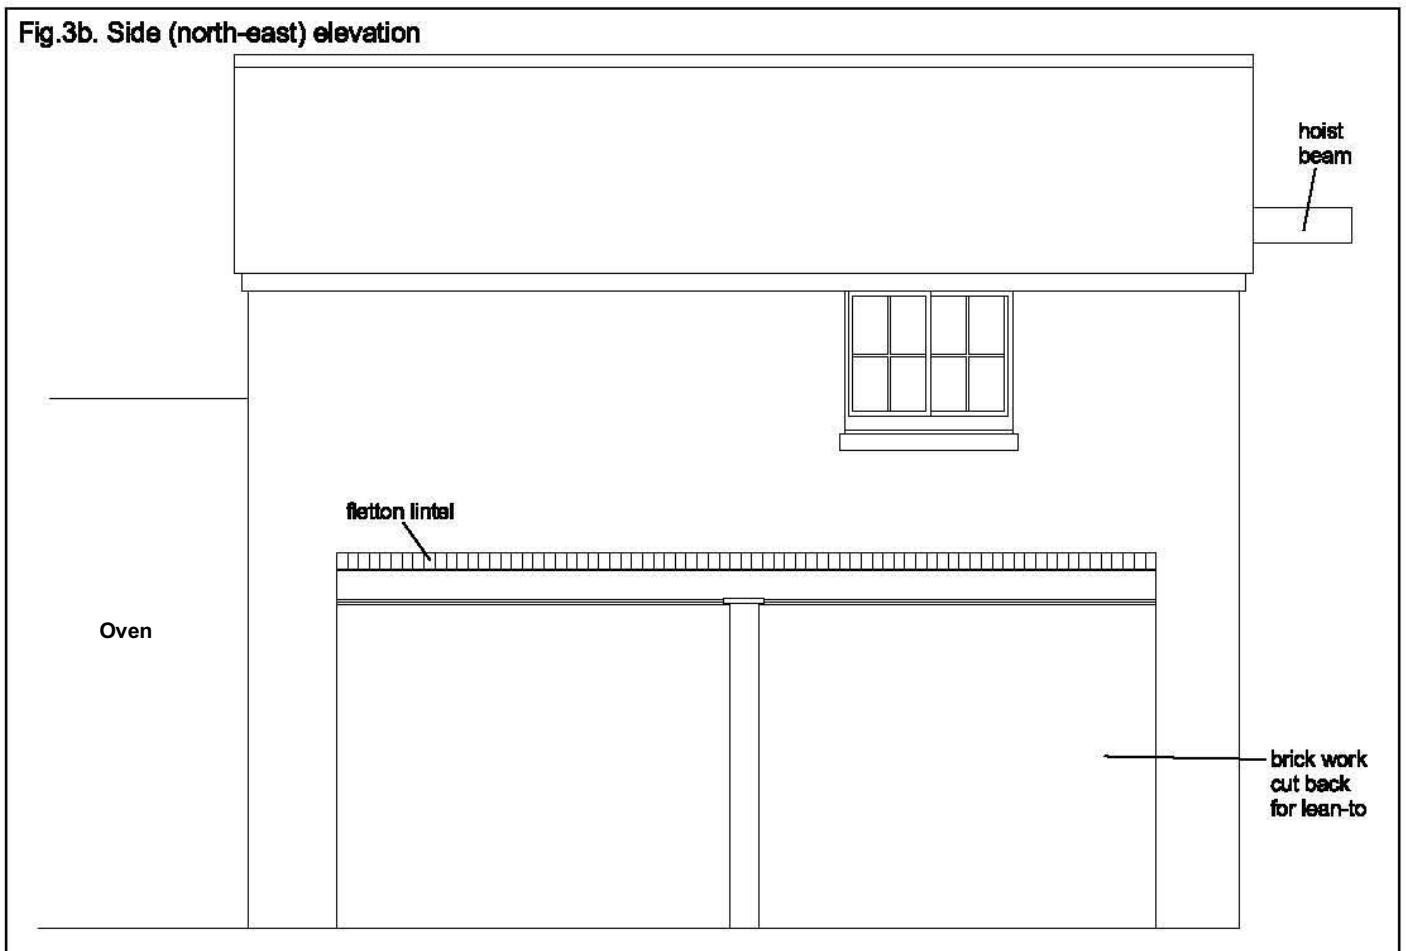 Fig.3b. Side (north-east) elevation
hoist
beam
fletton lintel
Oven
brick work
cut back
for lean-to